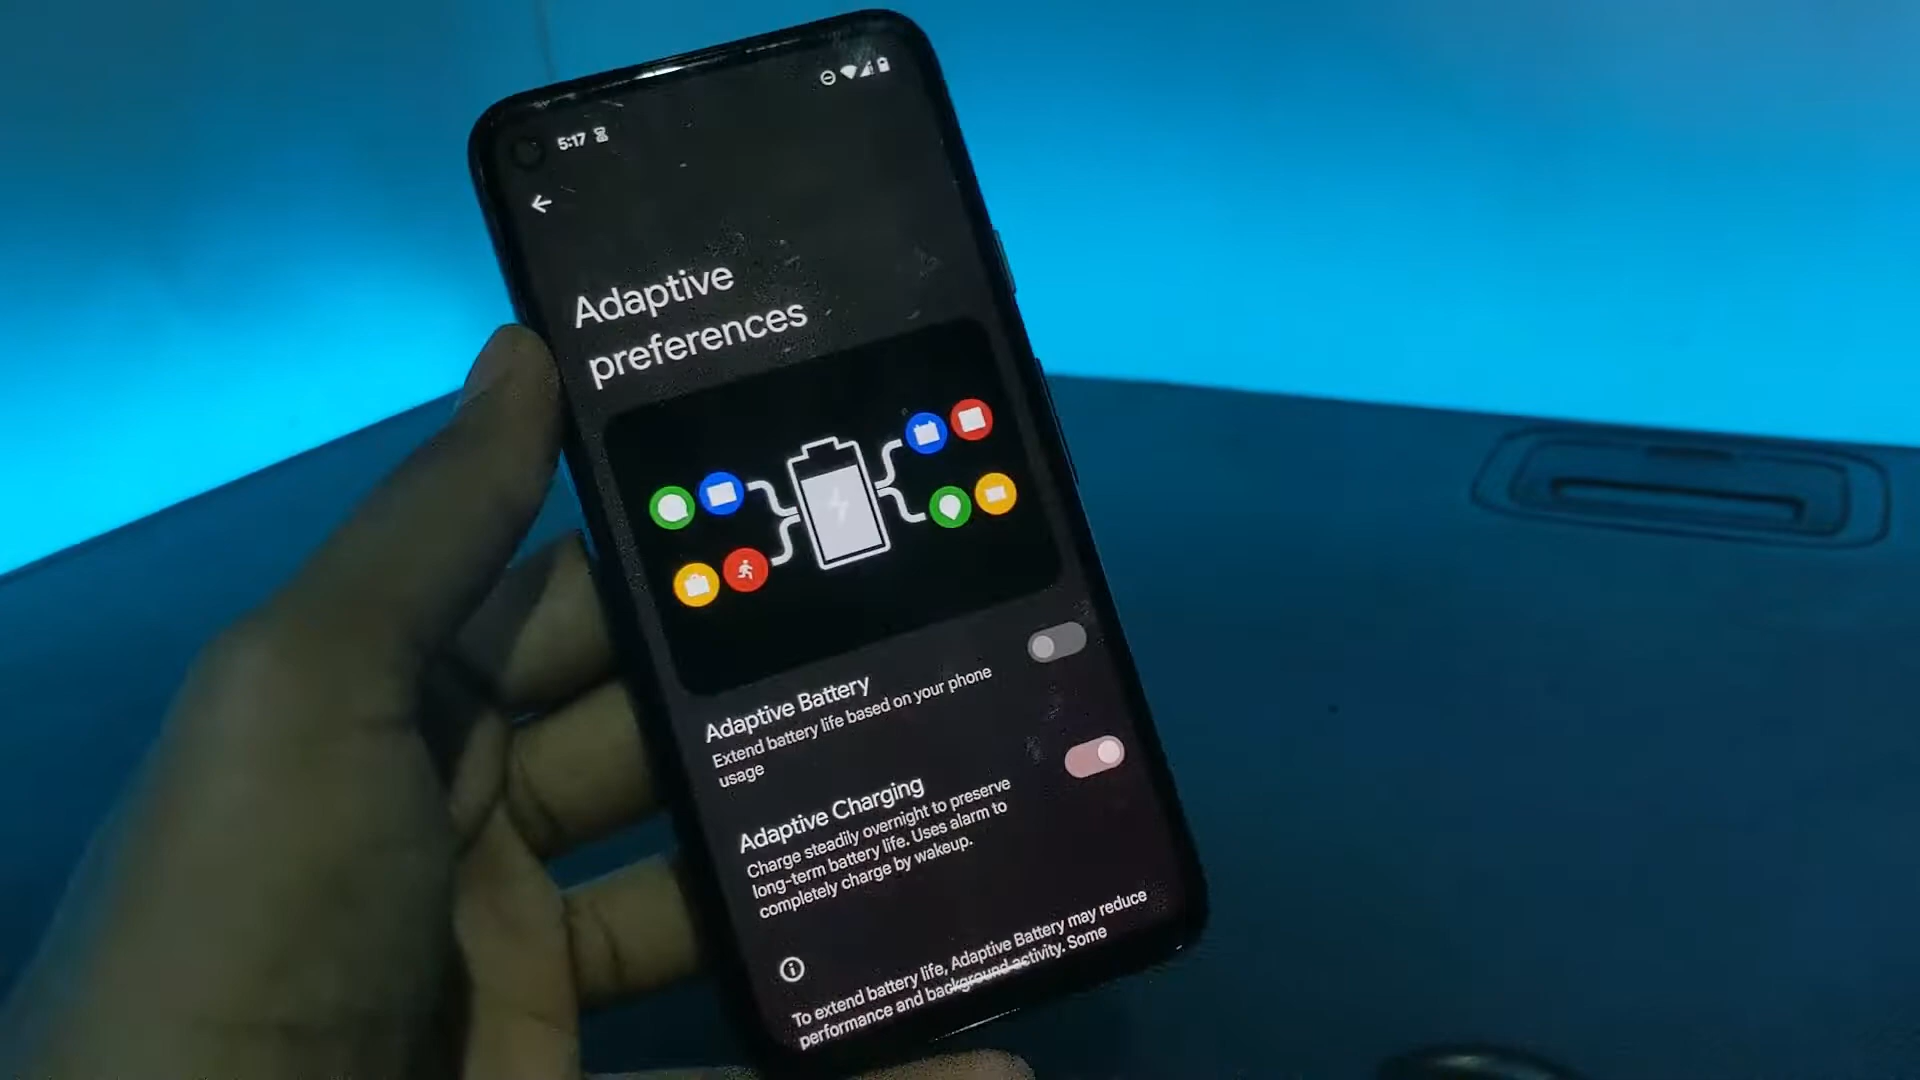 5:17
Adaptive
preferences
Adaptive Battery
Extend battery life based on your phone
usage
Adaptive Charging
Charge steadily overnight to preserve
long-term battery life. Uses alarm to
completely charge by wakeup.
To extend battery life, Adaptive Battery may reduce
performance and background activity. Some